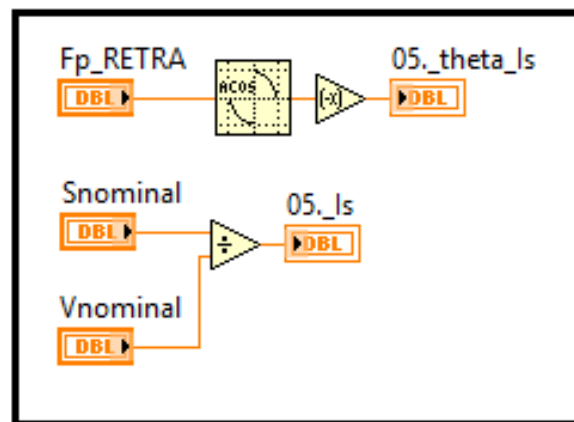 Fp_RETRA
05._theta_Is
DBL
ACOS
[-X]
DBL
Snominal
05._Is
DBL
÷
DBL
Vnominal
DBL